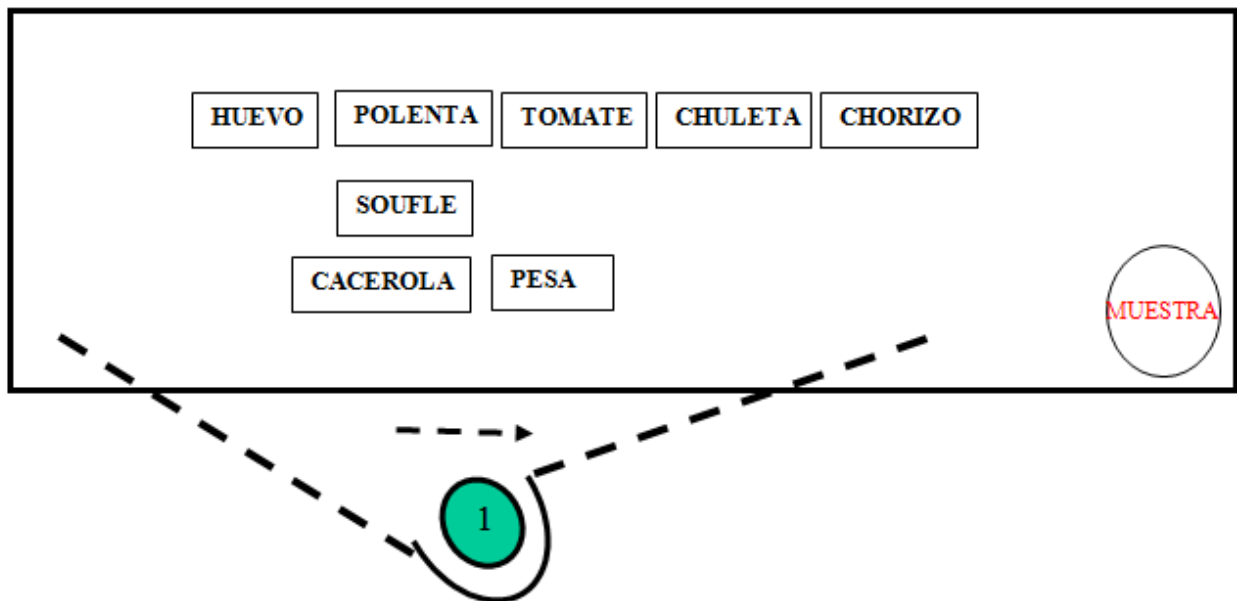 HUEVO POLENTA TOMATE CHULETA CHORIZO
SOUFLE
CACEROLA PESA
MUESTRA
1